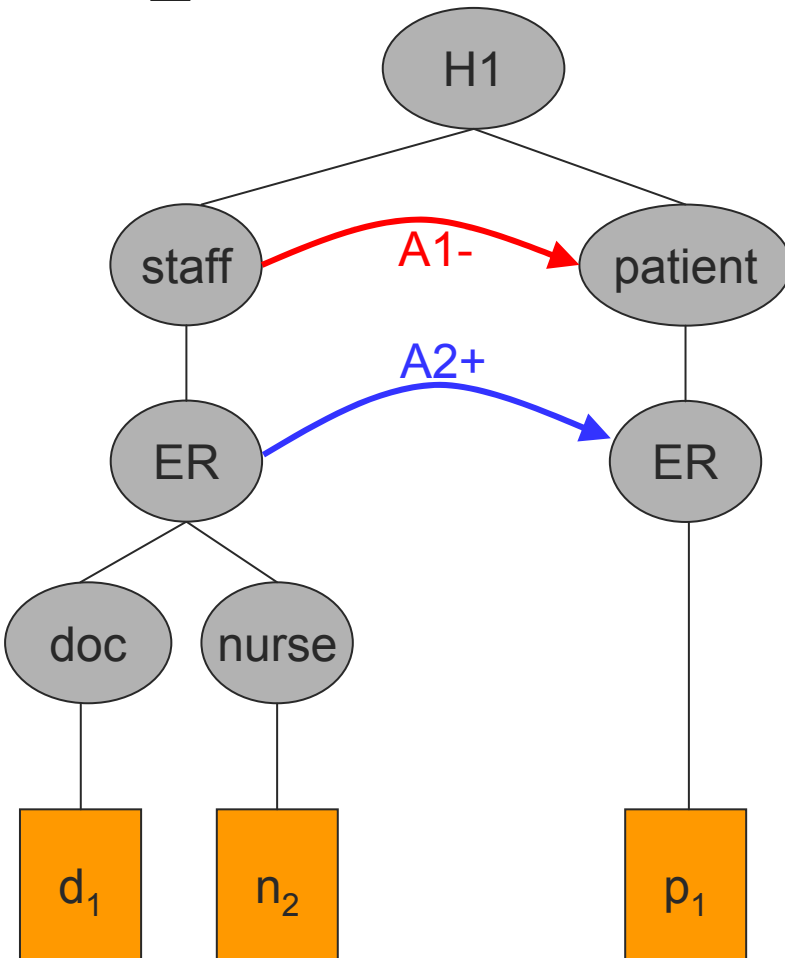 H1
staff
A1-
patient
A2+
ER
ER
doc
nurse
d₁
n₂
p₁